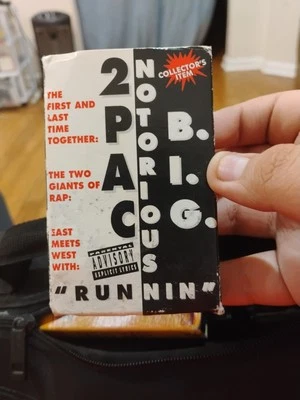 2PAC
NOTORIOUS
B.I.G.
COLLECTOR'S
ITEM
THE
FIRST AND
LAST
TIME
TOGETHER:
THE TWO
GIANTS OF
RAP:
EAST
MEETS
WEST
WITH:
PARENTAL
ADVISORY
EXPLICIT LYRICS
"RUNNIN"